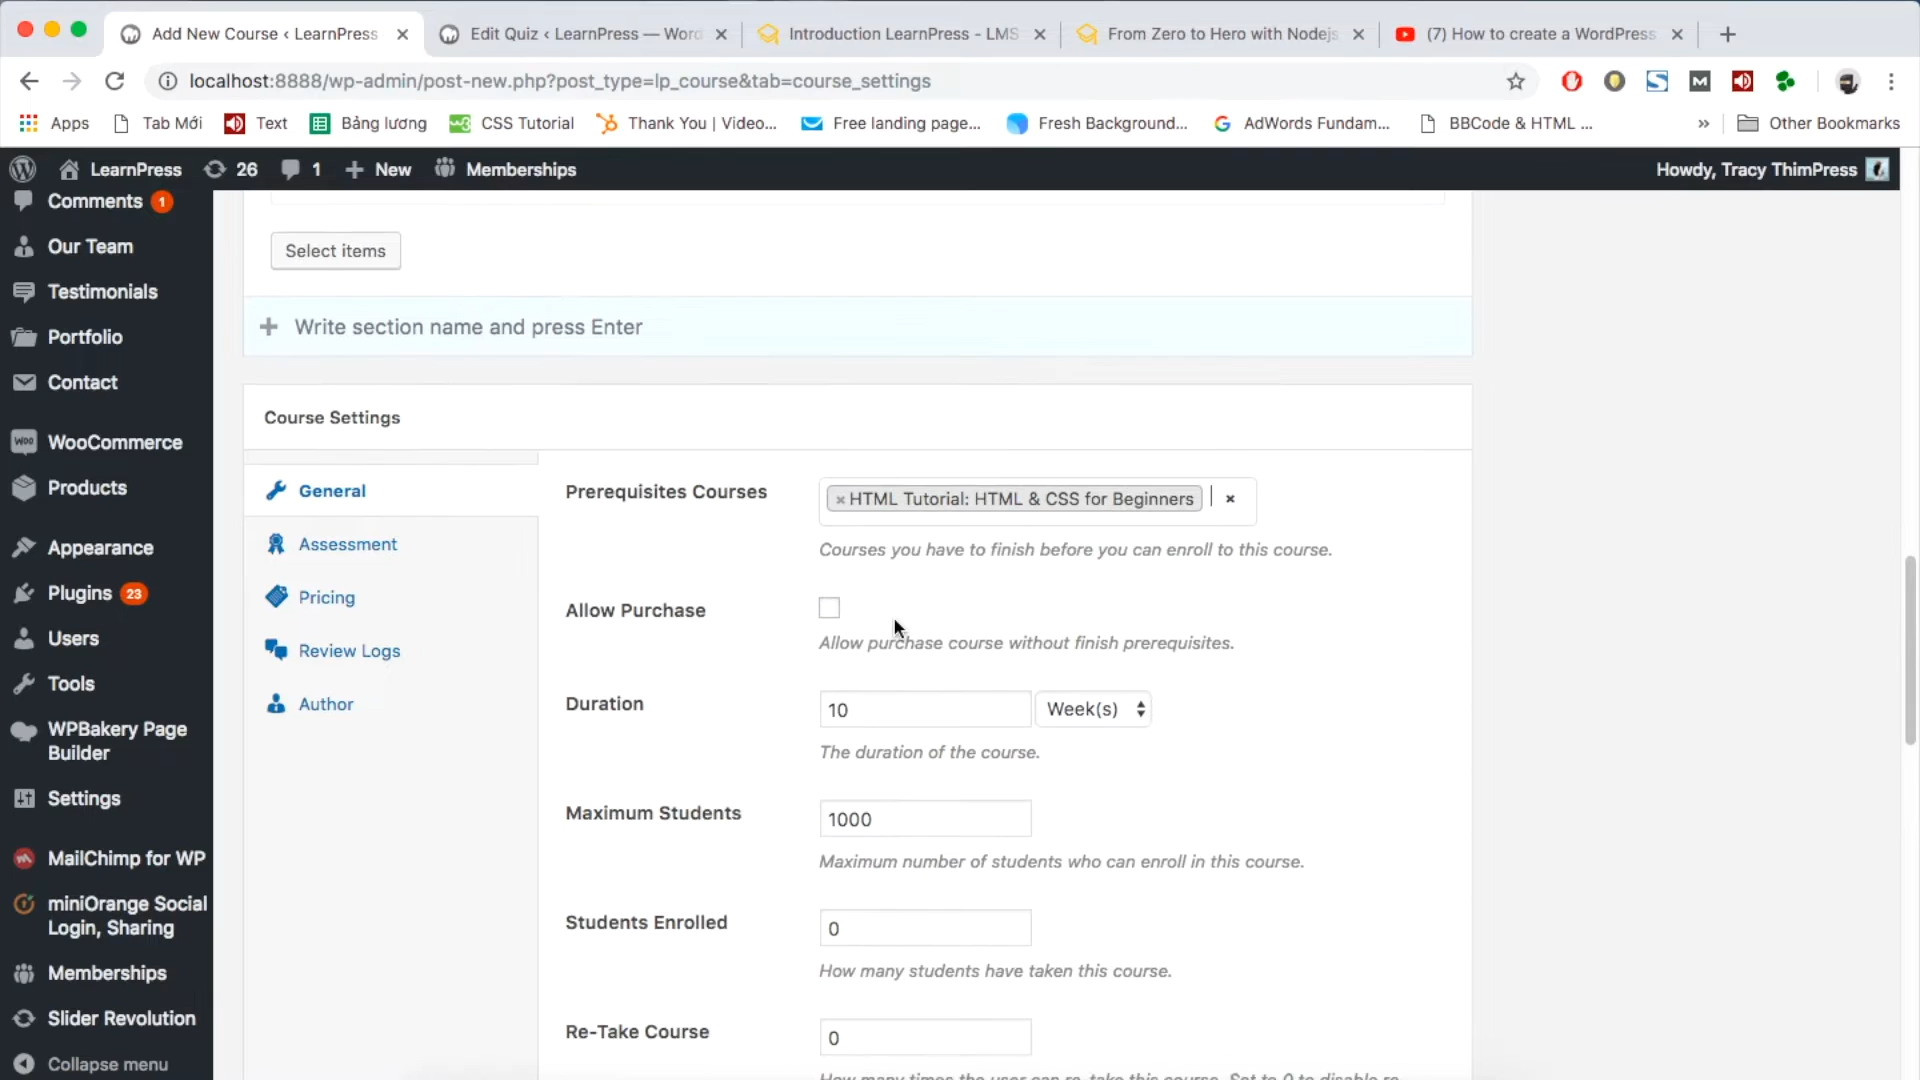 Add New Course ‹ LearnPress
Edit Quiz ‹ LearnPress — Word
Introduction LearnPress - LMS
From Zero to Hero with Nodejs
(7) How to create a WordPress
localhost:8888/wp-admin/post-new.php?post_type=lp_course&tab=course_settings
Apps
Tab Mới
Text
Bảng lương
CSS Tutorial
Thank You | Video...
Free landing page...
Fresh Background...
AdWords Fundam...
BBCode & HTML ...
»
Other Bookmarks
LearnPress
26
1
New
Memberships
Howdy, Tracy ThimPress
Comments 1
Our Team
Testimonials
Portfolio
Contact
WooCommerce
Products
Appearance
Plugins 23
Users
Tools
WPBakery Page
Builder
Settings
MailChimp for WP
miniOrange Social
Login, Sharing
Memberships
Slider Revolution
Collapse menu
Select items
Write section name and press Enter
Course Settings
General
Assessment
Pricing
Review Logs
Author
Prerequisites Courses
× HTML Tutorial: HTML & CSS for Beginners ×
Courses you have to finish before you can enroll to this course.
Allow Purchase
Allow purchase course without finish prerequisites.
Duration
10 Week(s)
The duration of the course.
Maximum Students
1000
Maximum number of students who can enroll in this course.
Students Enrolled
0
How many students have taken this course.
Re-Take Course
0
How many times the user can re-take this course. Set to 0 to disable re-